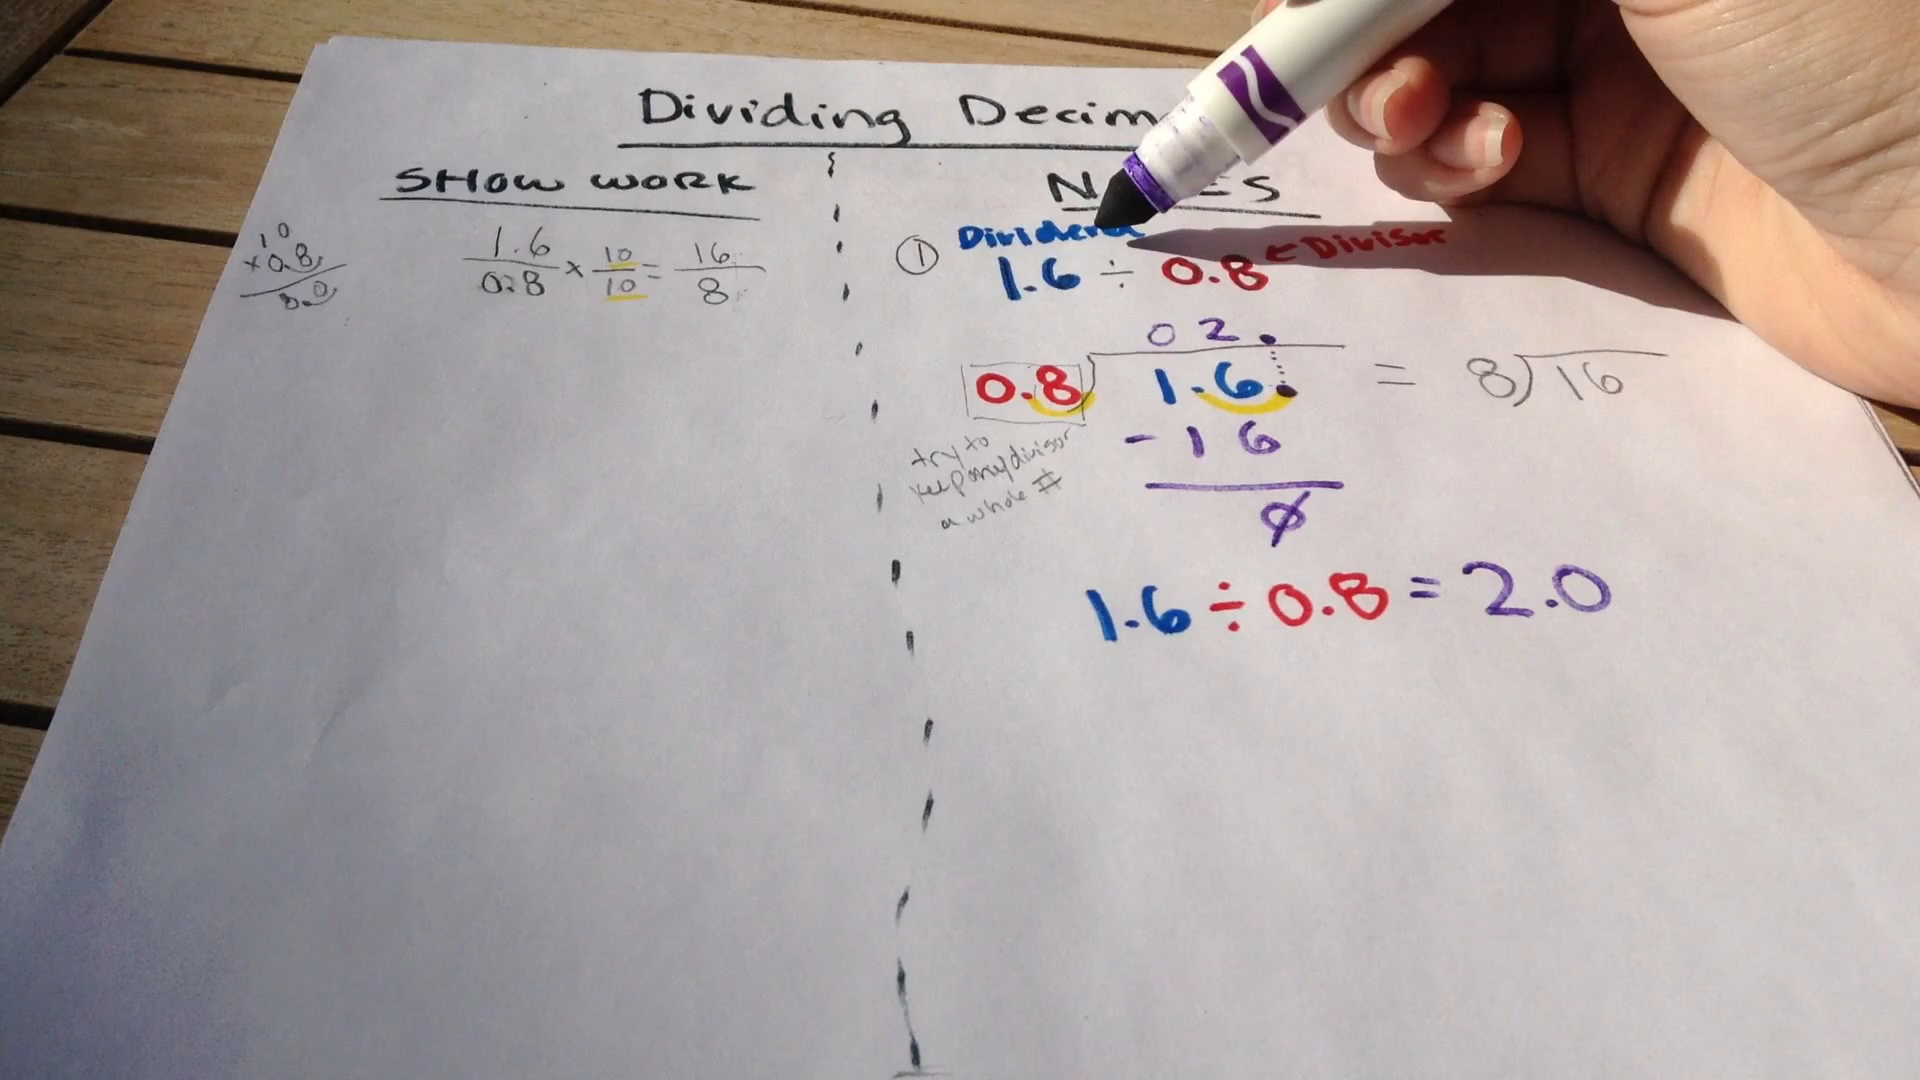 Dividing Decim
SHOW WORK
10
×0.8
8.0
1.6/0.8 × 10/10 = 16/8
N ES
① Dividend
1.6 ÷ 0.8 ← Divisor
02.
0.8)1.6. = 8)16
-16
0
try to
keep my divisor
a whole #
1.6 ÷ 0.8 = 2.0